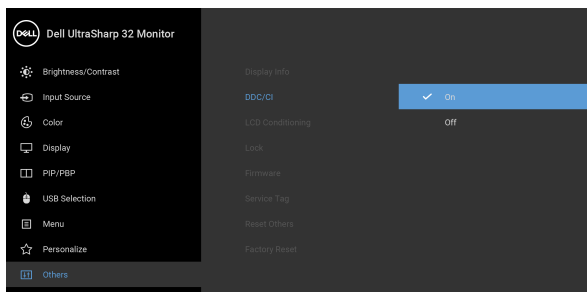 DELL Dell UltraSharp 32 Monitor
Brightness/Contrast
Input Source
Color
Display
PIP/PBP
USB Selection
Menu
Personalize
Others
Display Info
DDC/CI
LCD Conditioning
Lock
Firmware
Service Tag
Reset Others
Factory Reset
On
Off